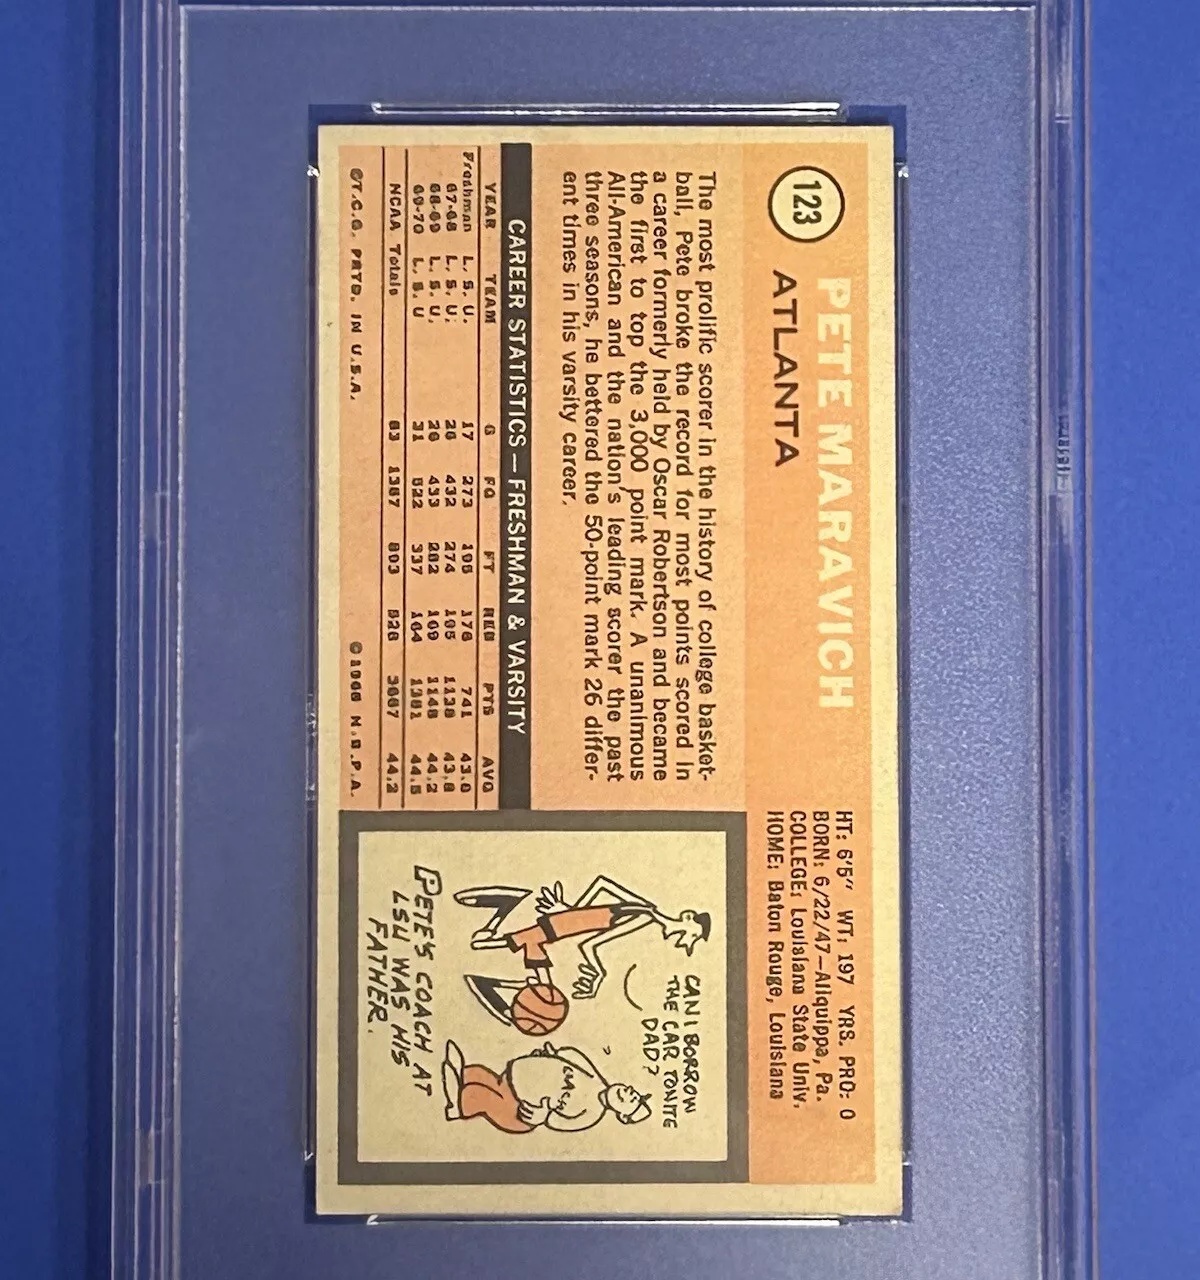 123
PETE MARAVICH
ATLANTA
HT: 6'5" WT: 197 YRS. PRO: 0
BORN: 6/22/47—Aliquippa, Pa.
COLLEGE: Louisiana State Univ.
HOME: Baton Rouge, Louisiana
The most prolific scorer in the history of college basket-
ball, Pete broke the record for most points scored in
a career formerly held by Oscar Robertson and became
the first to top the 3,000 point mark. A unanimous
All-American and the nation's leading scorer the past
three seasons, he bettered the 50-point mark 26 differ-
ent times in his varsity career.
CAREER STATISTICS — FRESHMAN & VARSITY
YEAR TEAM G FG FT REB PTS AVG
Freshman L. S. U. 17 273 195 176 741 43.6
67-68 L. S. U. 26 432 274 195 1138 43.8
68-69 L. S. U. 26 433 282 169 1148 44.2
69-70 L. S. U 31 522 337 164 1381 44.5
NCAA Totals 83 1387 893 528 3667 44.2
©T.C.G. PRTD. IN U.S.A. ©1968 N.B.P.A.
CAN I BORROW
THE CAR TONITE
DAD?
PETE'S COACH AT
LSU WAS HIS
FATHER.